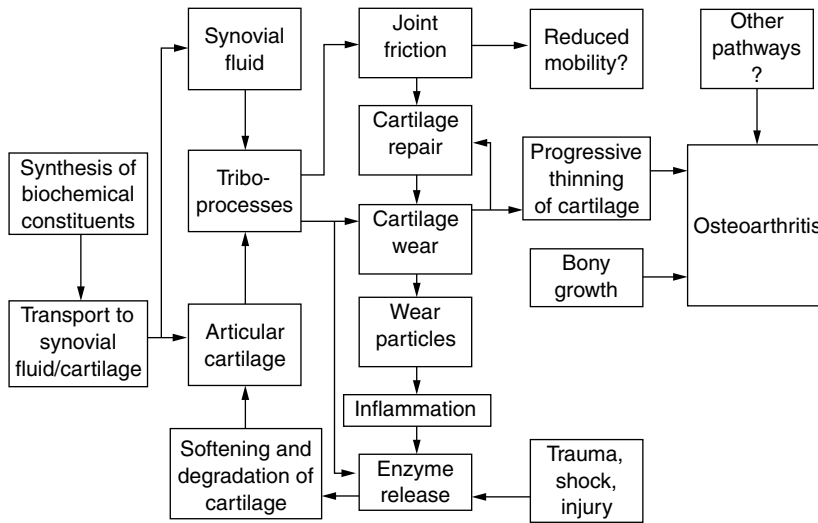 Synovial
fluid
Joint
friction
Reduced
mobility?
Other
pathways
?
Synthesis of
biochemical
constituents
Tribo-
processes
Cartilage
repair
Progressive
thinning
of cartilage
Cartilage
wear
Osteoarthritis
Bony
growth
Transport to
synovial
fluid/cartilage
Articular
cartilage
Wear
particles
Inflammation
Softening and
degradation of
cartilage
Enzyme
release
Trauma,
shock,
injury